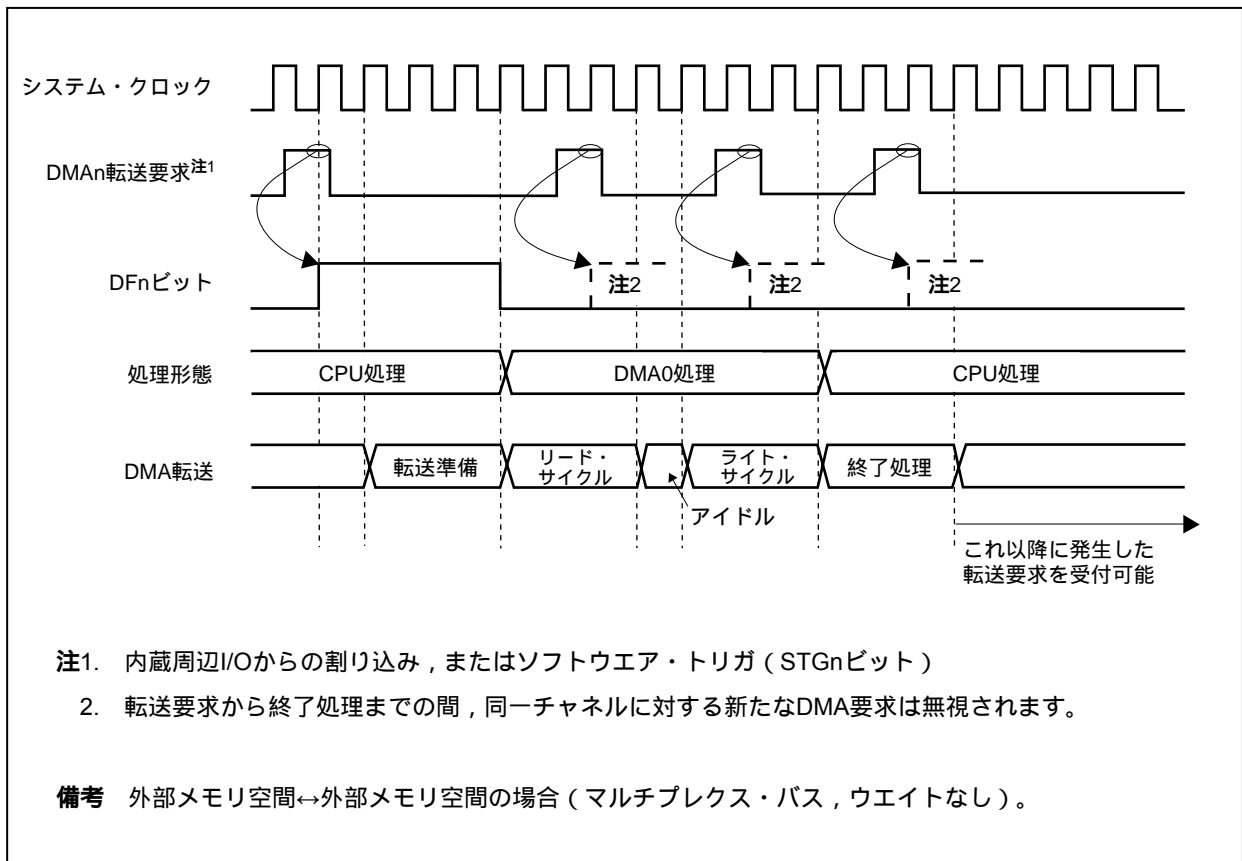 システム・クロック
DMAn転送要求注1
DFnビット
注2
注2
注2
処理形態
CPU処理
DMA0処理
CPU処理
DMA転送
転送準備
リード・
サイクル
ライト・
サイクル
終了処理
アイドル
これ以降に発生した
転送要求を受付可能
注1. 内蔵周辺I/Oからの割り込み,またはソフトウエア・トリガ(STGnビット)
2. 転送要求から終了処理までの間,同一チャネルに対する新たなDMA要求は無視されます。
備考 外部メモリ空間↔外部メモリ空間の場合(マルチプレクス・バス,ウエイトなし)。